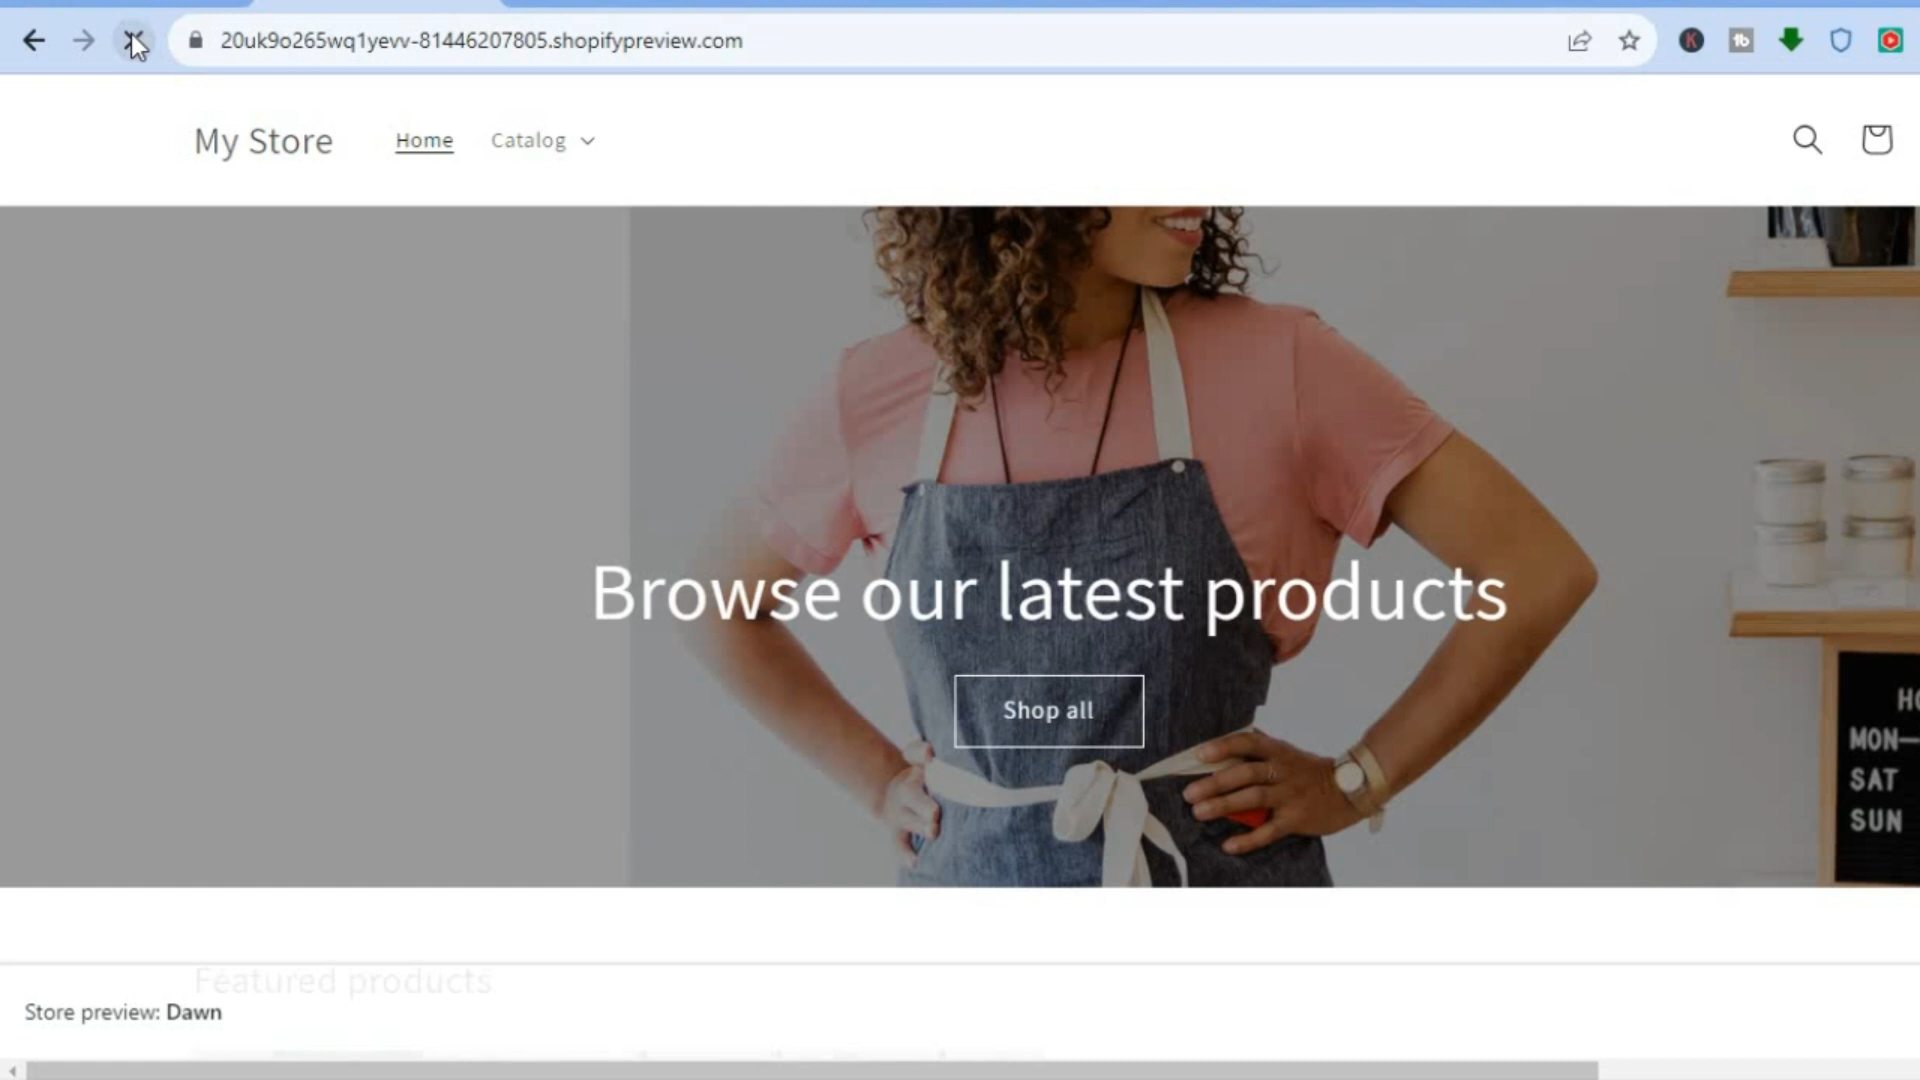 20uk9o265wq1yevv-81446207805.shopifypreview.com
My Store
Home
Catalog
Browse our latest products
Shop all
MON—
SAT
SUN
Featured products
Store preview: Dawn